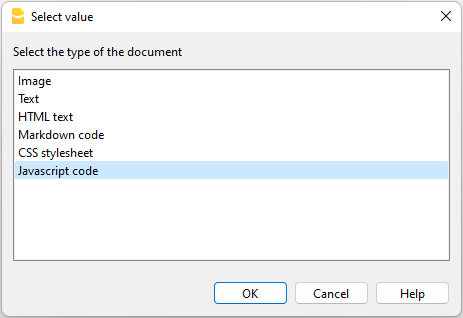 Select value
Select the type of the document
Image
Text
HTML text
Markdown code
CSS stylesheet
Javascript code
OK
Cancel
Help